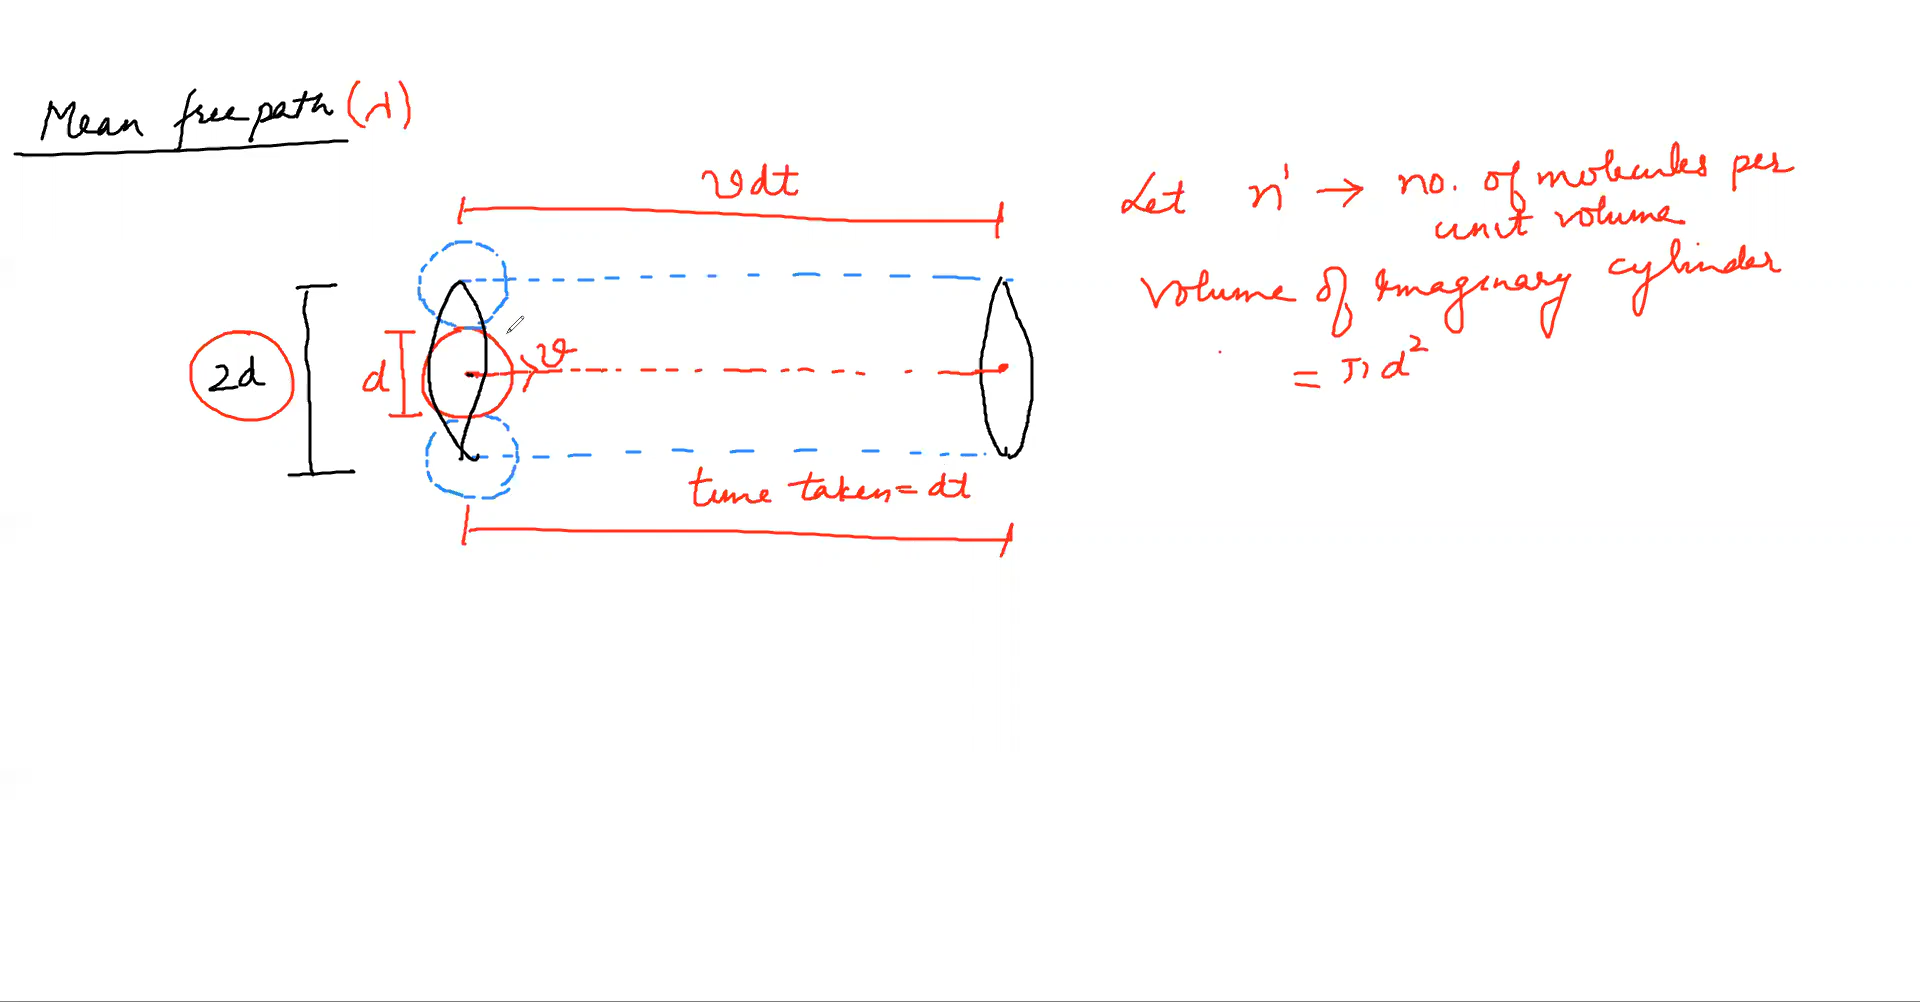 Mean free path (λ)
v dt
Let n' → no. of molecules per
unit volume
Volume of imaginary cylinder
= πd²
2d
d
v
time taken = dt